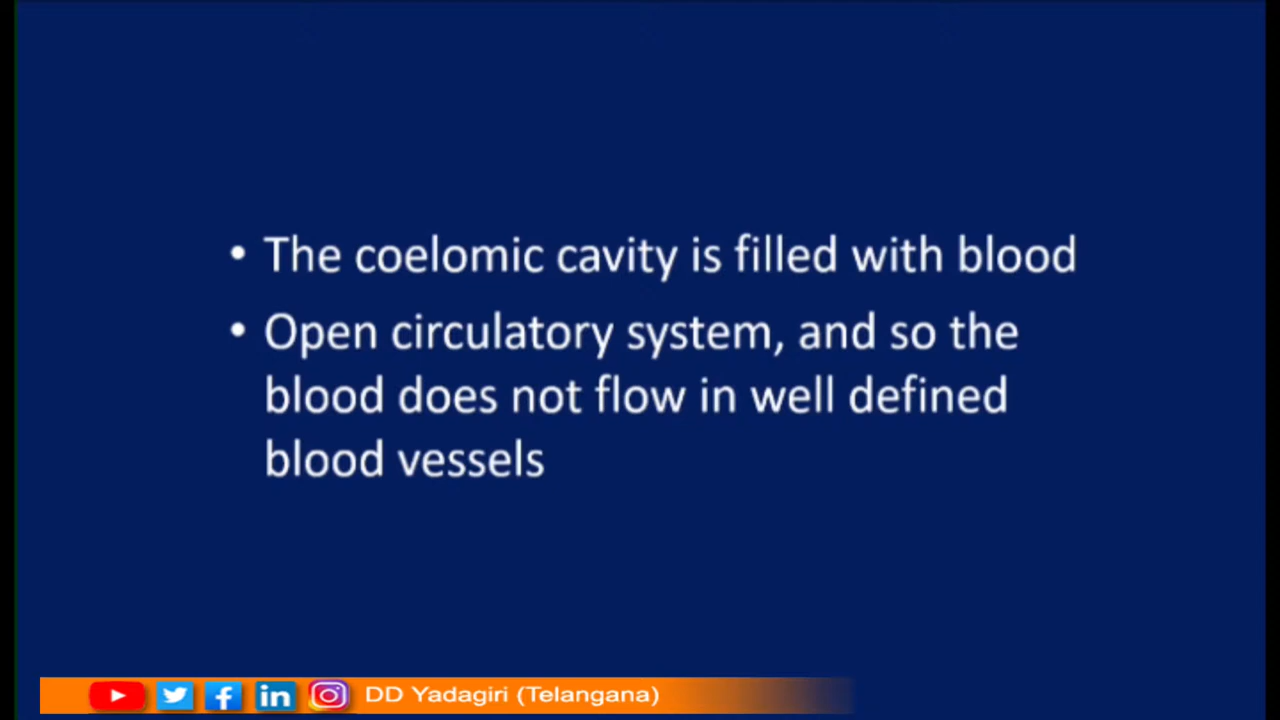 • The coelomic cavity is filled with blood
• Open circulatory system, and so the
blood does not flow in well defined
blood vessels
DD Yadagiri (Telangana)